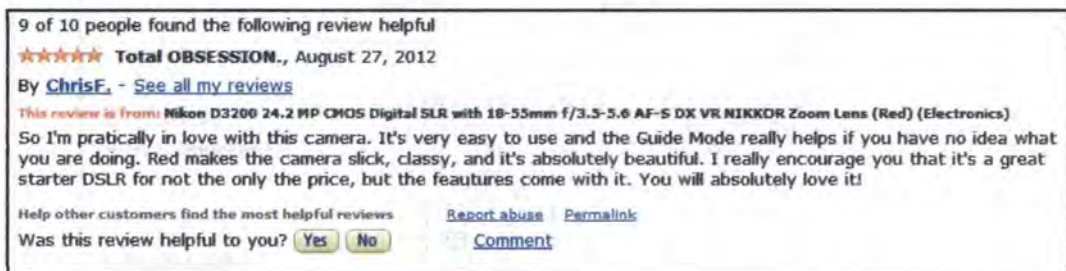 9 of 10 people found the following review helpful
Total OBSESSION., August 27, 2012
By ChrisF. - See all my reviews
This review is from: Nikon D3200 24.2 MP CMOS Digital SLR with 18-55mm f/3.5-5.6 AF-S DX VR NIKKOR Zoom Lens (Red) (Electronics)
So I'm pratically in love with this camera. It's very easy to use and the Guide Mode really helps if you have no idea what
you are doing. Red makes the camera slick, classy, and it's absolutely beautiful. I really encourage you that it's a great
starter DSLR for not the only the price, but the feautures come with it. You will absolutely love it!
Help other customers find the most helpful reviews Report abuse Permalink
Was this review helpful to you? Yes No Comment